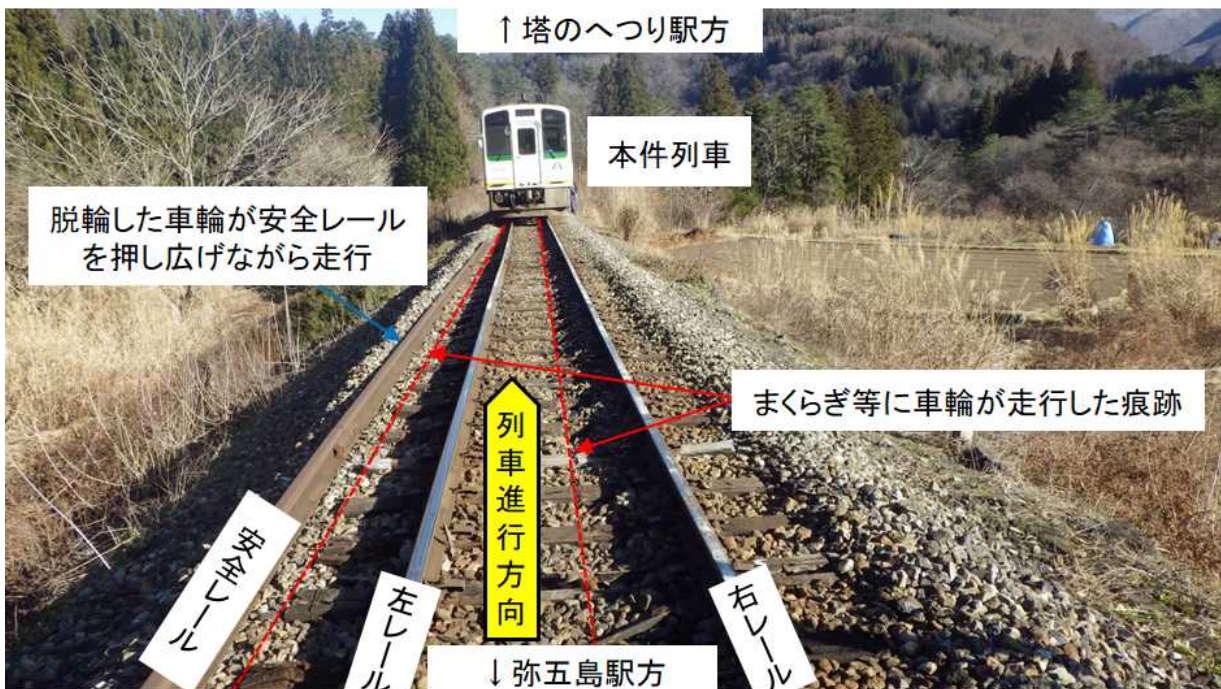 ↑塔のへつり駅方
本件列車
脱輪した車輪が安全レール
を押し広げながら走行
まくらぎ等に車輪が走行した痕跡
列車進行方向
安全レール
左レール
右レール
↓弥五島駅方